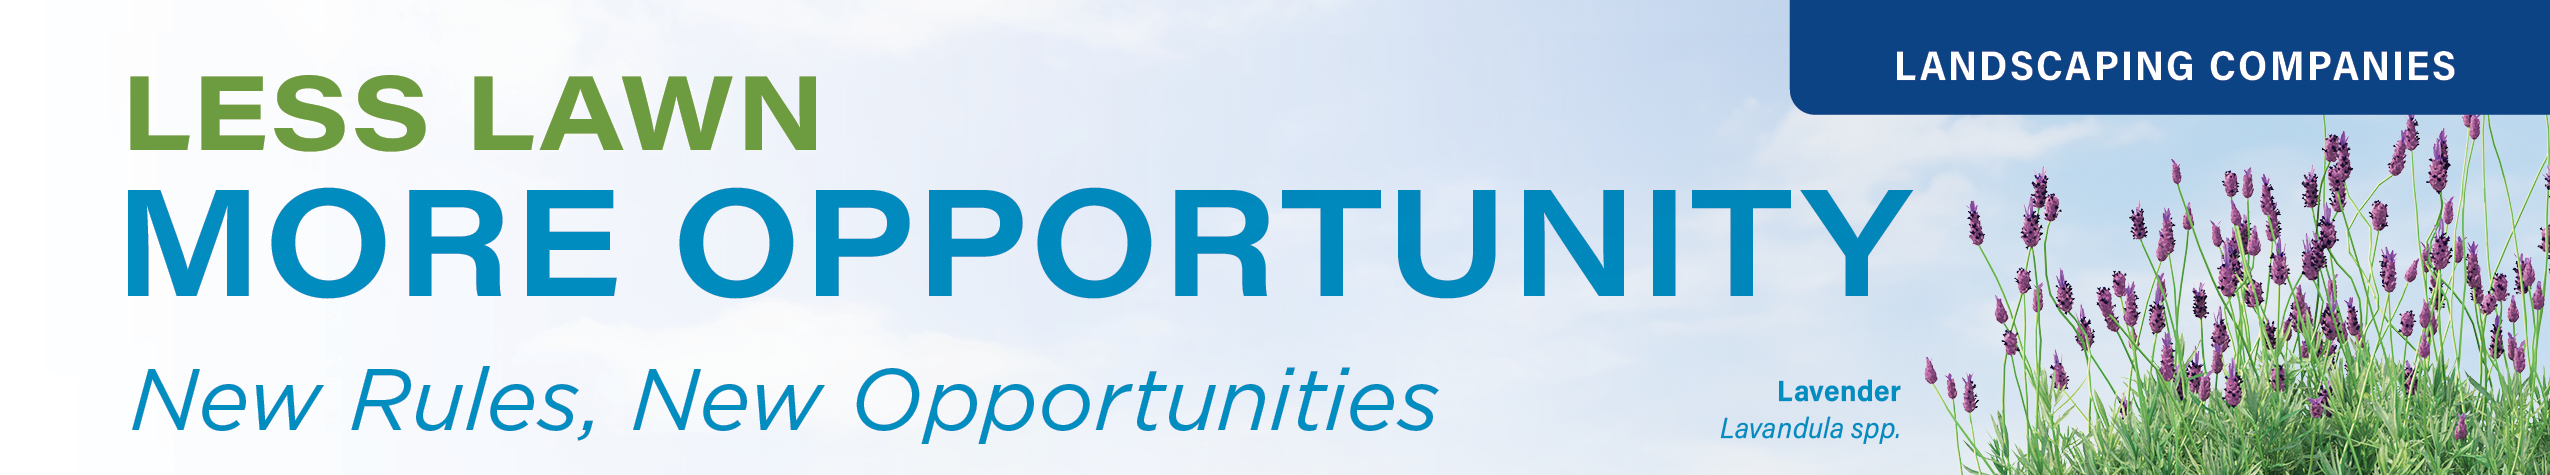 LANDSCAPING COMPANIES
LESS LAWN
MORE OPPORTUNITY
New Rules, New Opportunities
Lavender
Lavandula spp.